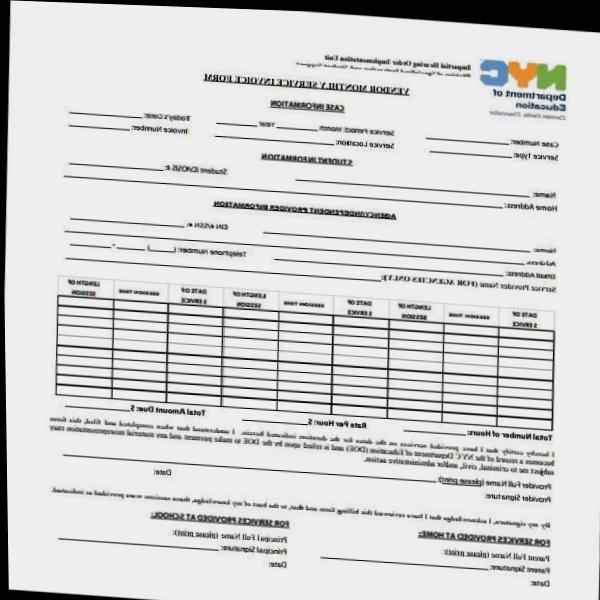 NYC
Department of
Education
Carmen Fariña, Chancellor
Impartial Hearing Order Implementation Unit
Division of Specialized Instruction and Student Support
VENDOR MONTHLY SERVICE INVOICE FORM
CASE INFORMATION
Case Number: Service Period: Month Year Today's Date:
Service Type: Service Location: Invoice Number:
STUDENT INFORMATION
Name: Student ID/OSIS #:
Home Address:
AGENCY/INDEPENDENT PROVIDER INFORMATION
Name: EIN #/SSN #:
Address:
Email Address: Telephone Number: (____) ____ - ____
Service Provider Name (FOR AGENCIES ONLY):
DATE OF SERVICE SESSION TIME LENGTH OF SESSION DATE OF SERVICE SESSION TIME LENGTH OF SESSION DATE OF SERVICE SESSION TIME LENGTH OF SESSION
Total Number of Hours: Rate Per Hour: $ Total Amount Due: $
I hereby certify that I have provided services on the dates for the duration indicated herein. I understand that when completed and filed, this form
becomes a record of the NYC Department of Education (DOE) and relied upon by the DOE to make payment and any material misrepresentation may
subject me to criminal, civil, and/or administrative action.
Provider Full Name (please print):
Provider Signature: Date:
By my signature, I acknowledge that I have reviewed this billing form and that, to the best of my knowledge, these sessions were provided as indicated.
FOR SERVICES PROVIDED AT HOME: FOR SERVICES PROVIDED AT SCHOOL:
Parent Full Name (please print): Principal Full Name (please print):
Parent Signature: Principal Signature:
Date: Date: